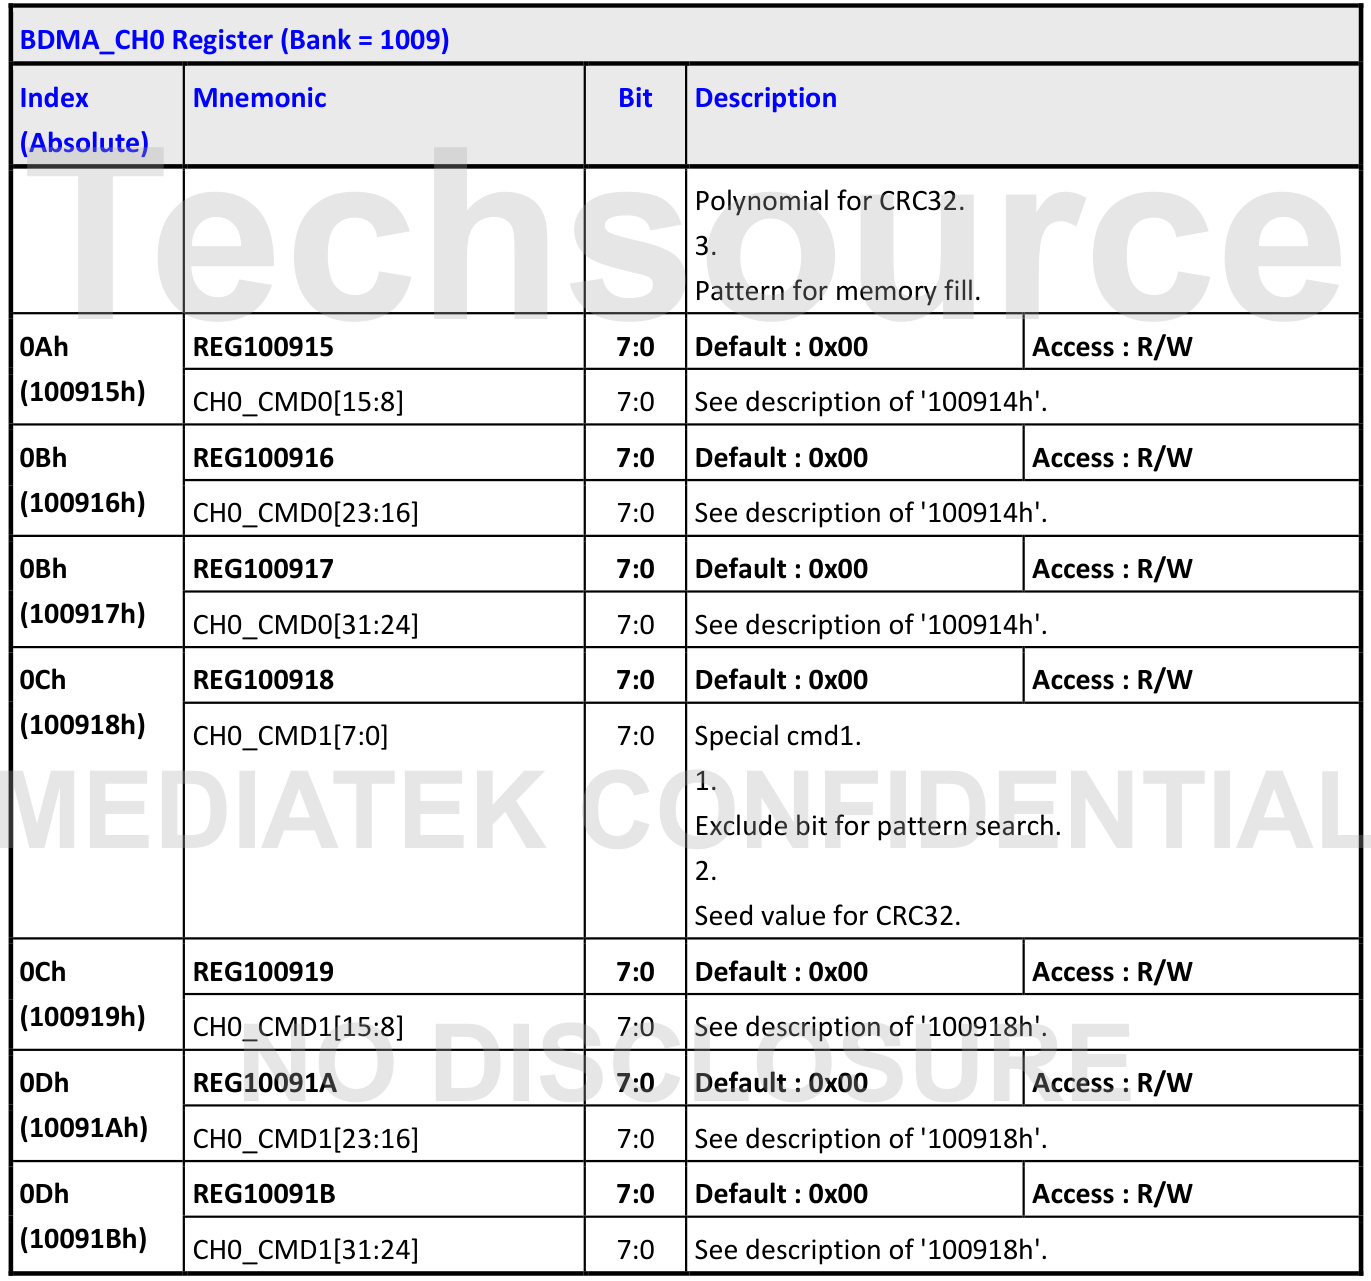 BDMA_CH0 Register (Bank = 1009)
Index (Absolute) Mnemonic Bit Description
Polynomial for CRC32.
3.
Pattern for memory fill.
0Ah (100915h) REG100915 7:0 Default : 0x00 Access : R/W
CH0_CMD0[15:8] 7:0 See description of '100914h'.
0Bh (100916h) REG100916 7:0 Default : 0x00 Access : R/W
CH0_CMD0[23:16] 7:0 See description of '100914h'.
0Bh (100917h) REG100917 7:0 Default : 0x00 Access : R/W
CH0_CMD0[31:24] 7:0 See description of '100914h'.
0Ch (100918h) REG100918 7:0 Default : 0x00 Access : R/W
CH0_CMD1[7:0] 7:0 Special cmd1.
1.
Exclude bit for pattern search.
2.
Seed value for CRC32.
0Ch (100919h) REG100919 7:0 Default : 0x00 Access : R/W
CH0_CMD1[15:8] 7:0 See description of '100918h'.
0Dh (10091Ah) REG10091A 7:0 Default : 0x00 Access : R/W
CH0_CMD1[23:16] 7:0 See description of '100918h'.
0Dh (10091Bh) REG10091B 7:0 Default : 0x00 Access : R/W
CH0_CMD1[31:24] 7:0 See description of '100918h'.
Techsource
MEDIATEK CONFIDENTIAL
NO DISCLOSURE